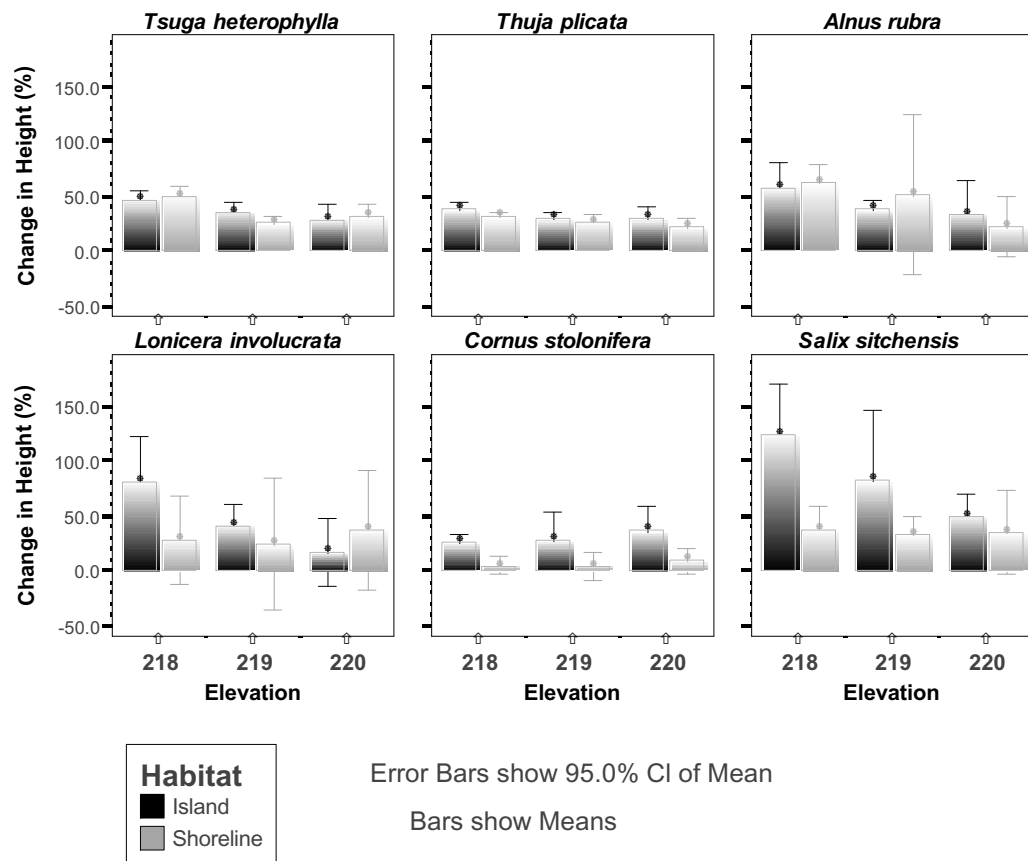 Tsuga heterophylla
Thuja plicata
Alnus rubra
Change in Height (%)
150.0
100.0
50.0
0.0
-50.0
Lonicera involucrata
Cornus stolonifera
Salix sitchensis
Change in Height (%)
150.0
100.0
50.0
0.0
-50.0
218 219 220
218 219 220
218 219 220
Elevation
Elevation
Elevation
Habitat
Island
Shoreline
Error Bars show 95.0% CI of Mean
Bars show Means